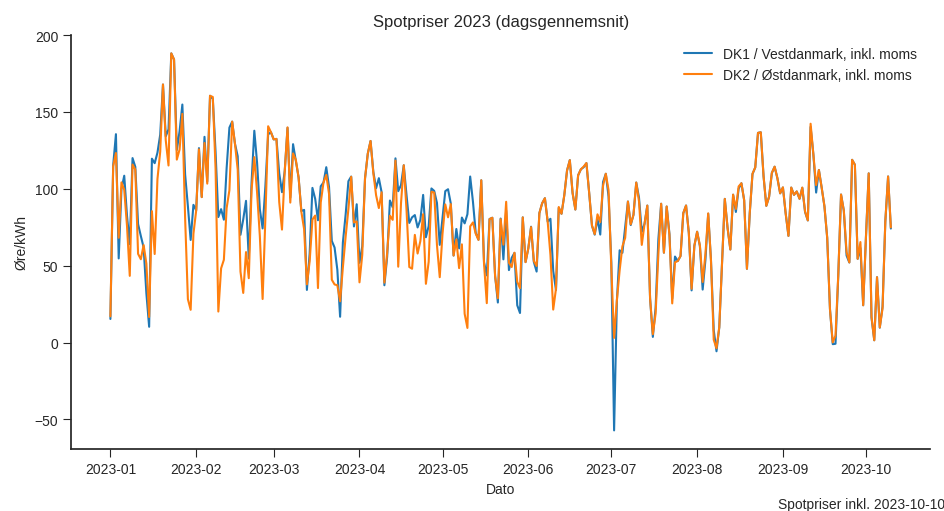 Spotpriser 2023 (dagsgennemsnit)
DK1 / Vestdanmark, inkl. moms
DK2 / Østdanmark, inkl. moms
Øre/kWh
200
150
100
50
0
−50
2023-01 2023-02 2023-03 2023-04 2023-05 2023-06 2023-07 2023-08 2023-09 2023-10
Dato
Spotpriser inkl. 2023-10-10